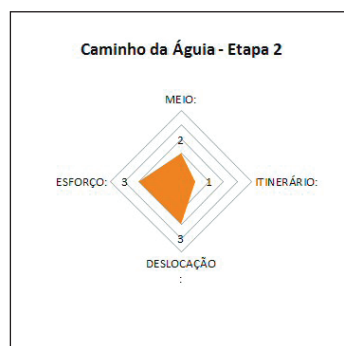 Caminho da Águia - Etapa 2
MEIO:
2
ESFORÇO: 3 1 ITINERÁRIO:
3
DESLOCAÇÃO
: